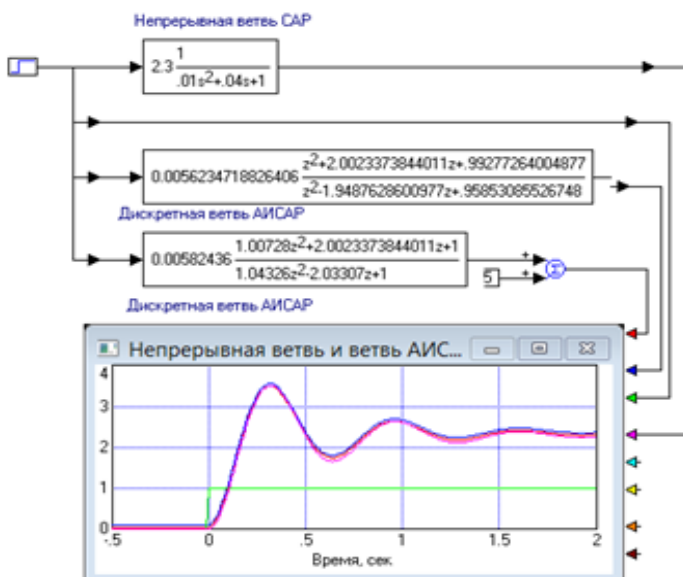 Непрерывная ветвь САР
2.3
1
.01s²+.04s+1
0.0056234718826406
z²+2.0023373844011z+.99277264004877
z²-1.9487628600977z+.95853085526748
Дискретная ветвь АИСАР
0.00582436
1.00728z²+2.0023373844011z+1
1.04326z²-2.03307z+1
+
5
+
Σ
Дискретная ветвь АИСАР
Непрерывная ветвь и ветвь АИС...
4
3
2
1
0
-.5 0 .5 1 1.5 2
Время, сек